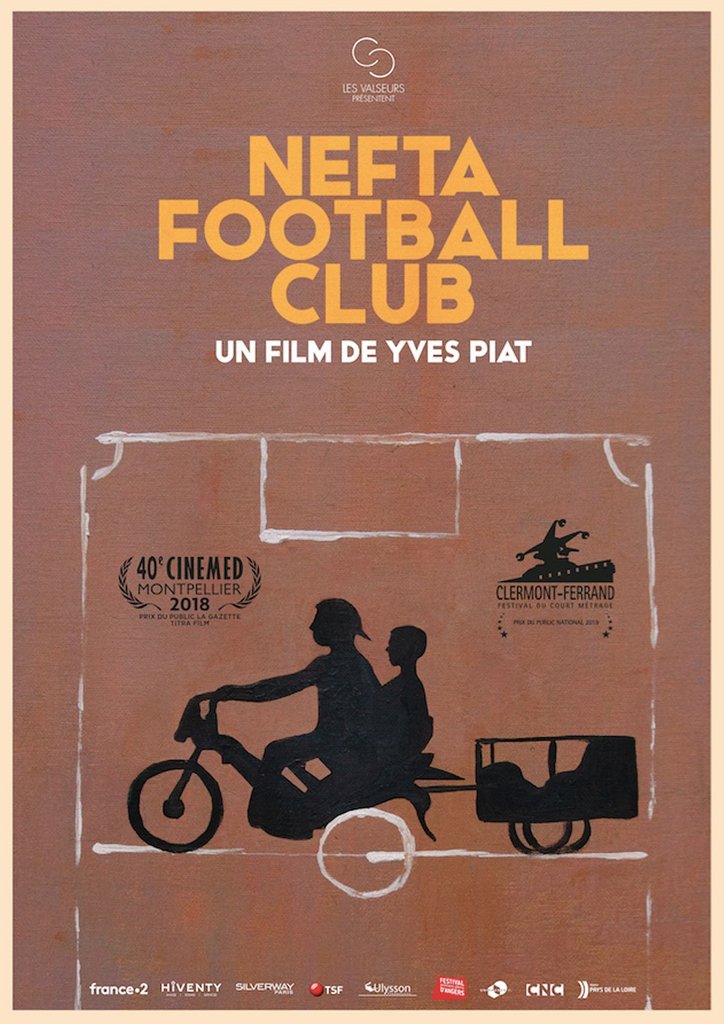 LES VALSEURS
PRÉSENTENT
NEFTA
FOOTBALL
CLUB
UN FILM DE YVES PIAT
40e CINEMED
MONTPELLIER
2018
PRIX DU PUBLIC LA GAZETTE
TITRA FILM
CLERMONT-FERRAND
FESTIVAL DU COURT MÉTRAGE
PRIX DU PUBLIC NATIONAL 2019
france•2
HIVENTY
SILVERWAY
PARIS
TSF
Ulysson
FESTIVAL
D'ANGERS
CNC
PAYS DE LA LOIRE